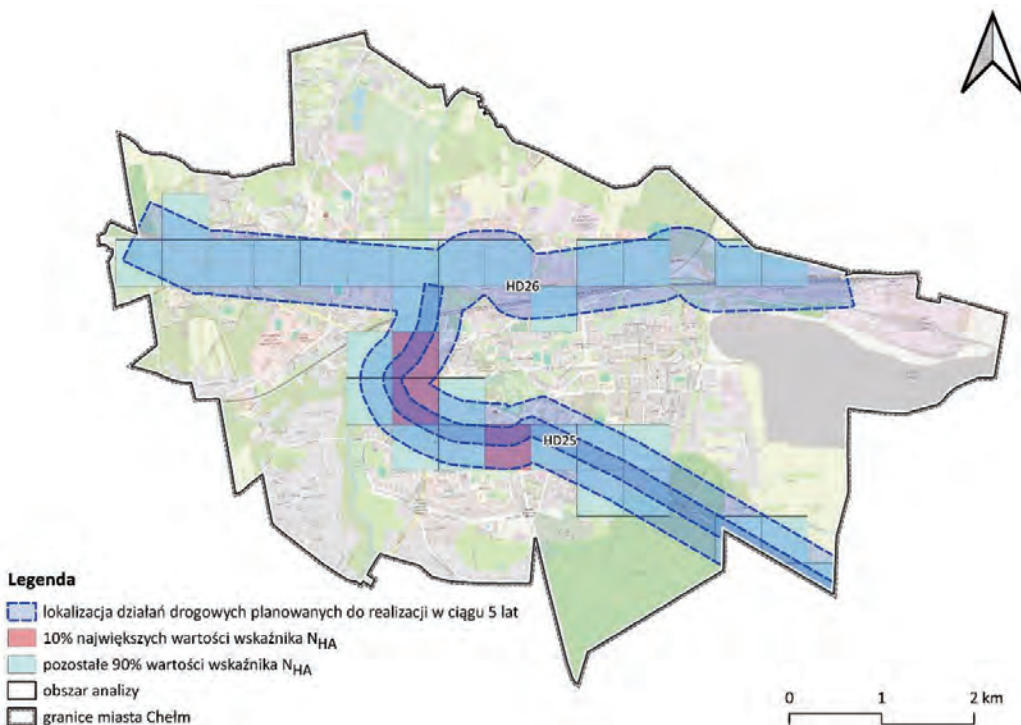 HD26
HD25
Legenda
lokalizacja działań drogowych planowanych do realizacji w ciągu 5 lat
10% największych wartości wskaźnika NHA
pozostałe 90% wartości wskaźnika NHA
obszar analizy
granice miasta Chełm
0 1 2 km